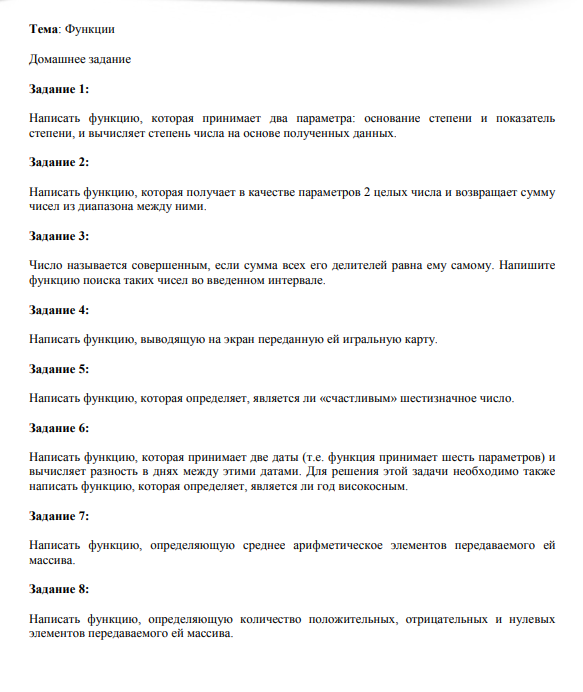 Тема: Функции
Домашнее задание
Задание 1:
Написать функцию, которая принимает два параметра: основание степени и показатель
степени, и вычисляет степень числа на основе полученных данных.
Задание 2:
Написать функцию, которая получает в качестве параметров 2 целых числа и возвращает сумму
чисел из диапазона между ними.
Задание 3:
Число называется совершенным, если сумма всех его делителей равна ему самому. Напишите
функцию поиска таких чисел во введенном интервале.
Задание 4:
Написать функцию, выводящую на экран переданную ей игральную карту.
Задание 5:
Написать функцию, которая определяет, является ли «счастливым» шестизначное число.
Задание 6:
Написать функцию, которая принимает две даты (т.е. функция принимает шесть параметров) и
вычисляет разность в днях между этими датами. Для решения этой задачи необходимо также
написать функцию, которая определяет, является ли год високосным.
Задание 7:
Написать функцию, определяющую среднее арифметическое элементов передаваемого ей
массива.
Задание 8:
Написать функцию, определяющую количество положительных, отрицательных и нулевых
элементов передаваемого ей массива.